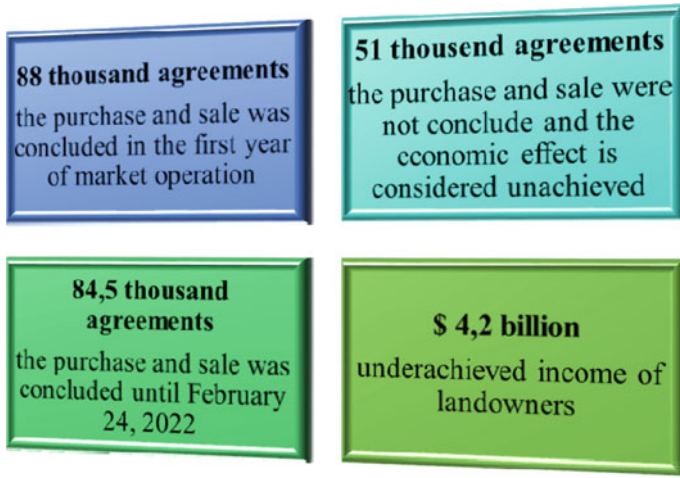 88 thousand agreements
the purchase and sale was
concluded in the first year
of market operation
51 thousend agreements
the purchase and sale were
not conclude and the
economic effect is
considered unachieved
84,5 thousand
agreements
the purchase and sale was
concluded until February
24, 2022
$ 4,2 billion
underachieved income of
landowners